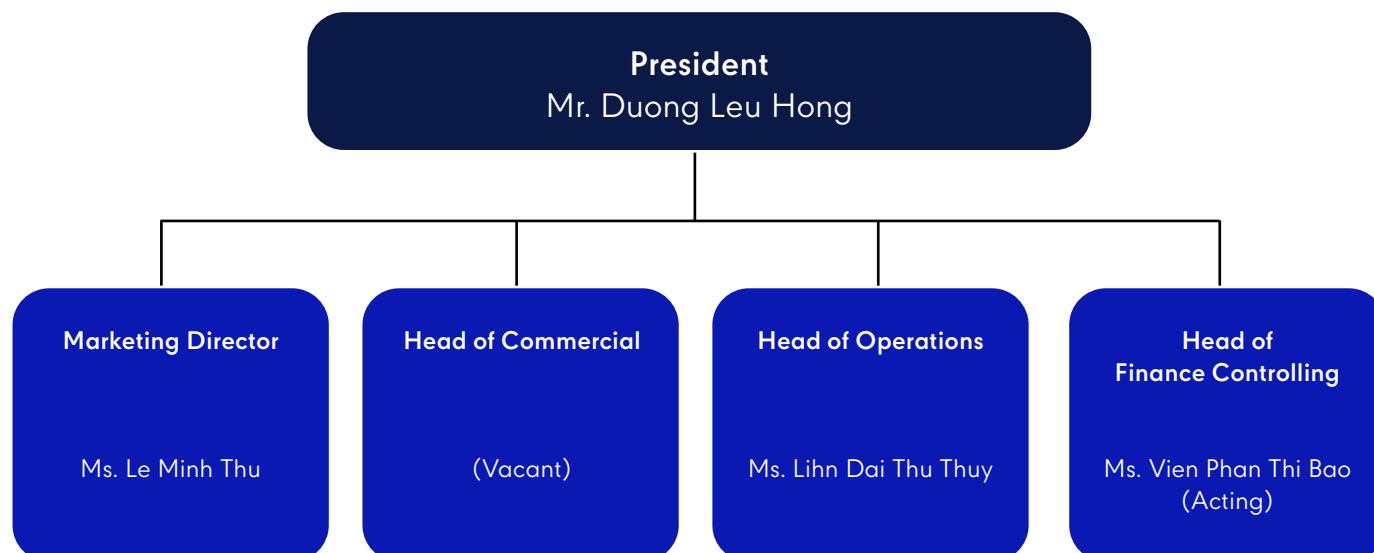 President
Mr. Duong Leu Hong
Marketing Director
Ms. Le Minh Thu
Head of Commercial
(Vacant)
Head of Operations
Ms. Lihn Dai Thu Thuy
Head of
Finance Controlling
Ms. Vien Phan Thi Bao
(Acting)